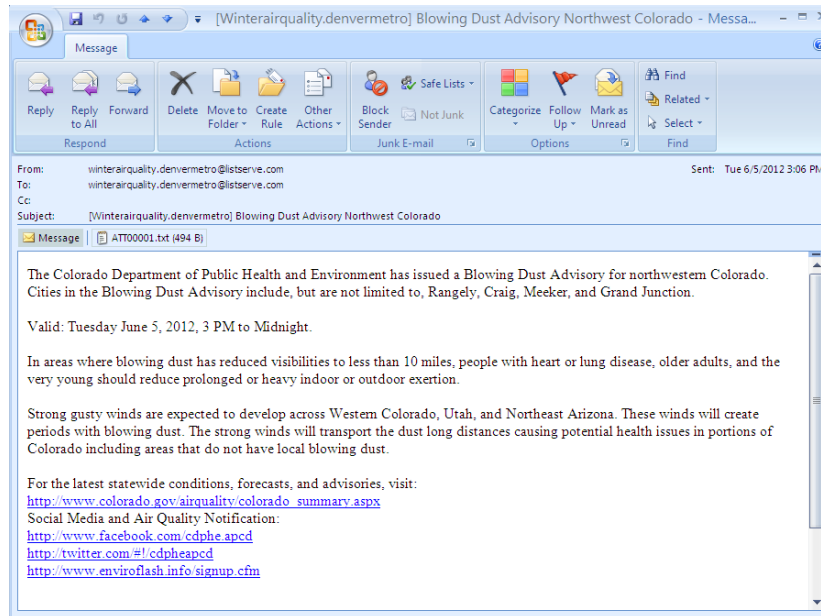 [Winterairquality.denvermetro] Blowing Dust Advisory Northwest Colorado - Messa...
Message
Reply
Reply to All
Forward
Delete
Move to Folder
Create Rule
Other Actions
Block Sender
Safe Lists
Not Junk
Categorize
Follow Up
Mark as Unread
Find
Related
Select
Respond
Actions
Junk E-mail
Options
Find
From: winterairquality.denvermetro@listserve.com
Sent: Tue 6/5/2012 3:06 PM
To: winterairquality.denvermetro@listserve.com
Cc:
Subject: [Winterairquality.denvermetro] Blowing Dust Advisory Northwest Colorado
Message
ATT00001.txt (494 B)
The Colorado Department of Public Health and Environment has issued a Blowing Dust Advisory for northwestern Colorado.
Cities in the Blowing Dust Advisory include, but are not limited to, Rangely, Craig, Meeker, and Grand Junction.
Valid: Tuesday June 5, 2012, 3 PM to Midnight.
In areas where blowing dust has reduced visibilities to less than 10 miles, people with heart or lung disease, older adults, and the
very young should reduce prolonged or heavy indoor or outdoor exertion.
Strong gusty winds are expected to develop across Western Colorado, Utah, and Northeast Arizona. These winds will create
periods with blowing dust. The strong winds will transport the dust long distances causing potential health issues in portions of
Colorado including areas that do not have local blowing dust.
For the latest statewide conditions, forecasts, and advisories, visit:
http://www.colorado.gov/airquality/colorado_summary.aspx
Social Media and Air Quality Notification:
http://www.facebook.com/cdphe.apcd
http://twitter.com/#!/cdpheapcd
http://www.enviroflash.info/signup.cfm